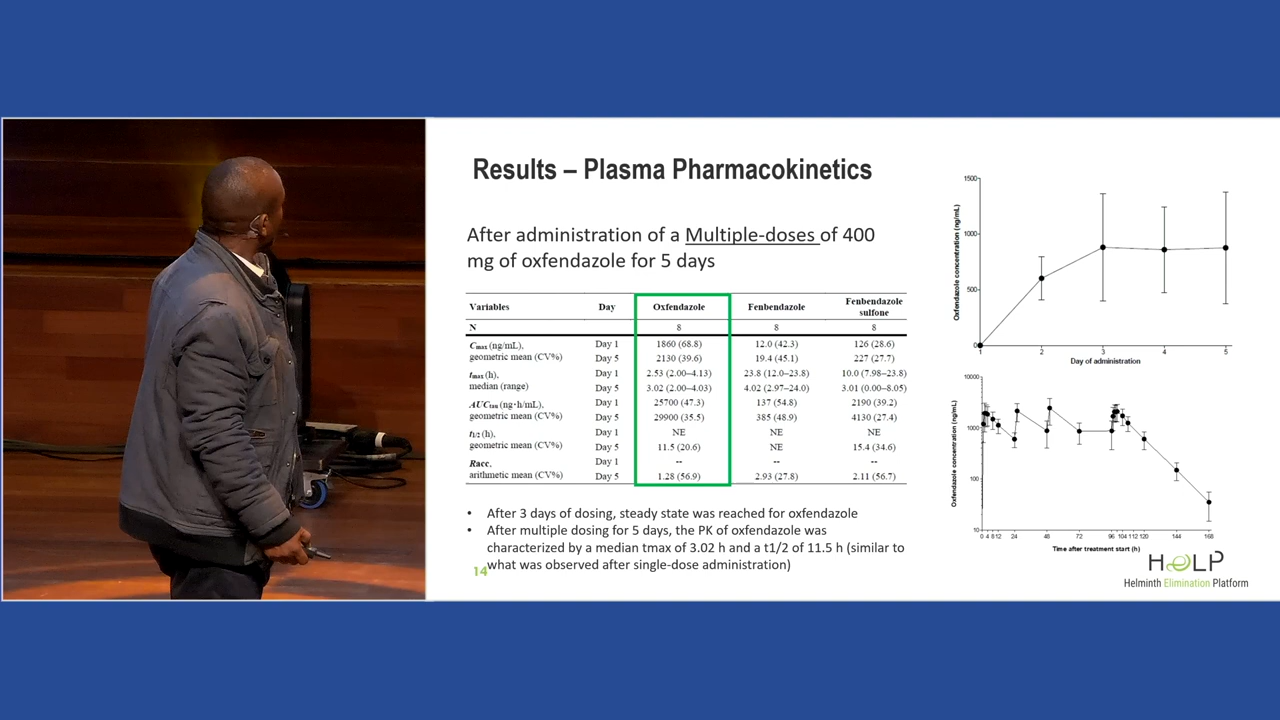 Results – Plasma Pharmacokinetics
After administration of a Multiple-doses of 400
mg of oxfendazole for 5 days
Variables Day Oxfendazole Fenbendazole Fenbendazole sulfone
N 8 8 8
Cmax (ng/mL), Day 1 1860 (68.8) 12.0 (42.3) 126 (28.6)
geometric mean (CV%) Day 5 2130 (39.6) 19.4 (45.1) 227 (27.7)
tmax (h), Day 1 2.53 (2.00–4.13) 23.8 (12.0–23.8) 10.0 (7.98–23.8)
median (range) Day 5 3.02 (2.00–4.03) 4.02 (2.97–24.0) 3.01 (0.00–8.05)
AUCtau (ng·h/mL), Day 1 25700 (47.3) 137 (54.8) 2190 (39.2)
geometric mean (CV%) Day 5 29900 (35.5) 385 (48.9) 4130 (27.4)
t1/2 (h), Day 1 NE NE NE
geometric mean (CV%) Day 5 11.5 (20.6) NE 15.4 (34.6)
Racc, Day 1 -- -- --
arithmetic mean (CV%) Day 5 1.28 (56.9) 2.93 (27.8) 2.11 (56.7)
• After 3 days of dosing, steady state was reached for oxfendazole
• After multiple dosing for 5 days, the PK of oxfendazole was
characterized by a median tmax of 3.02 h and a t1/2 of 11.5 h (similar to
what was observed after single-dose administration)
14
Oxfendazole concentration (ng/mL)
1500
1000
500
0
1 2 3 4 5
Day of administration
Oxfendazole concentration (ng/mL)
10000
1000
100
10
0 4 8 12 24 48 72 96 104 112 120 144 168
Time after treatment start (h)
HELP
Helminth Elimination Platform